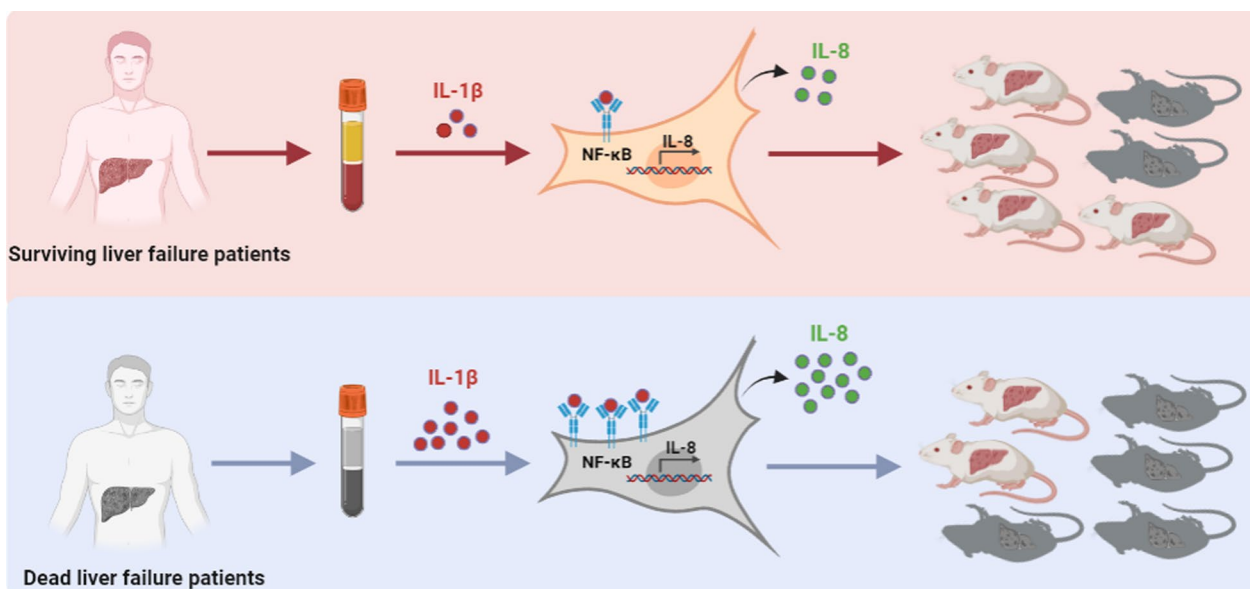 IL-1β
IL-8
NF-κB
IL-8
Surviving liver failure patients
IL-1β
IL-8
NF-κB
IL-8
Dead liver failure patients